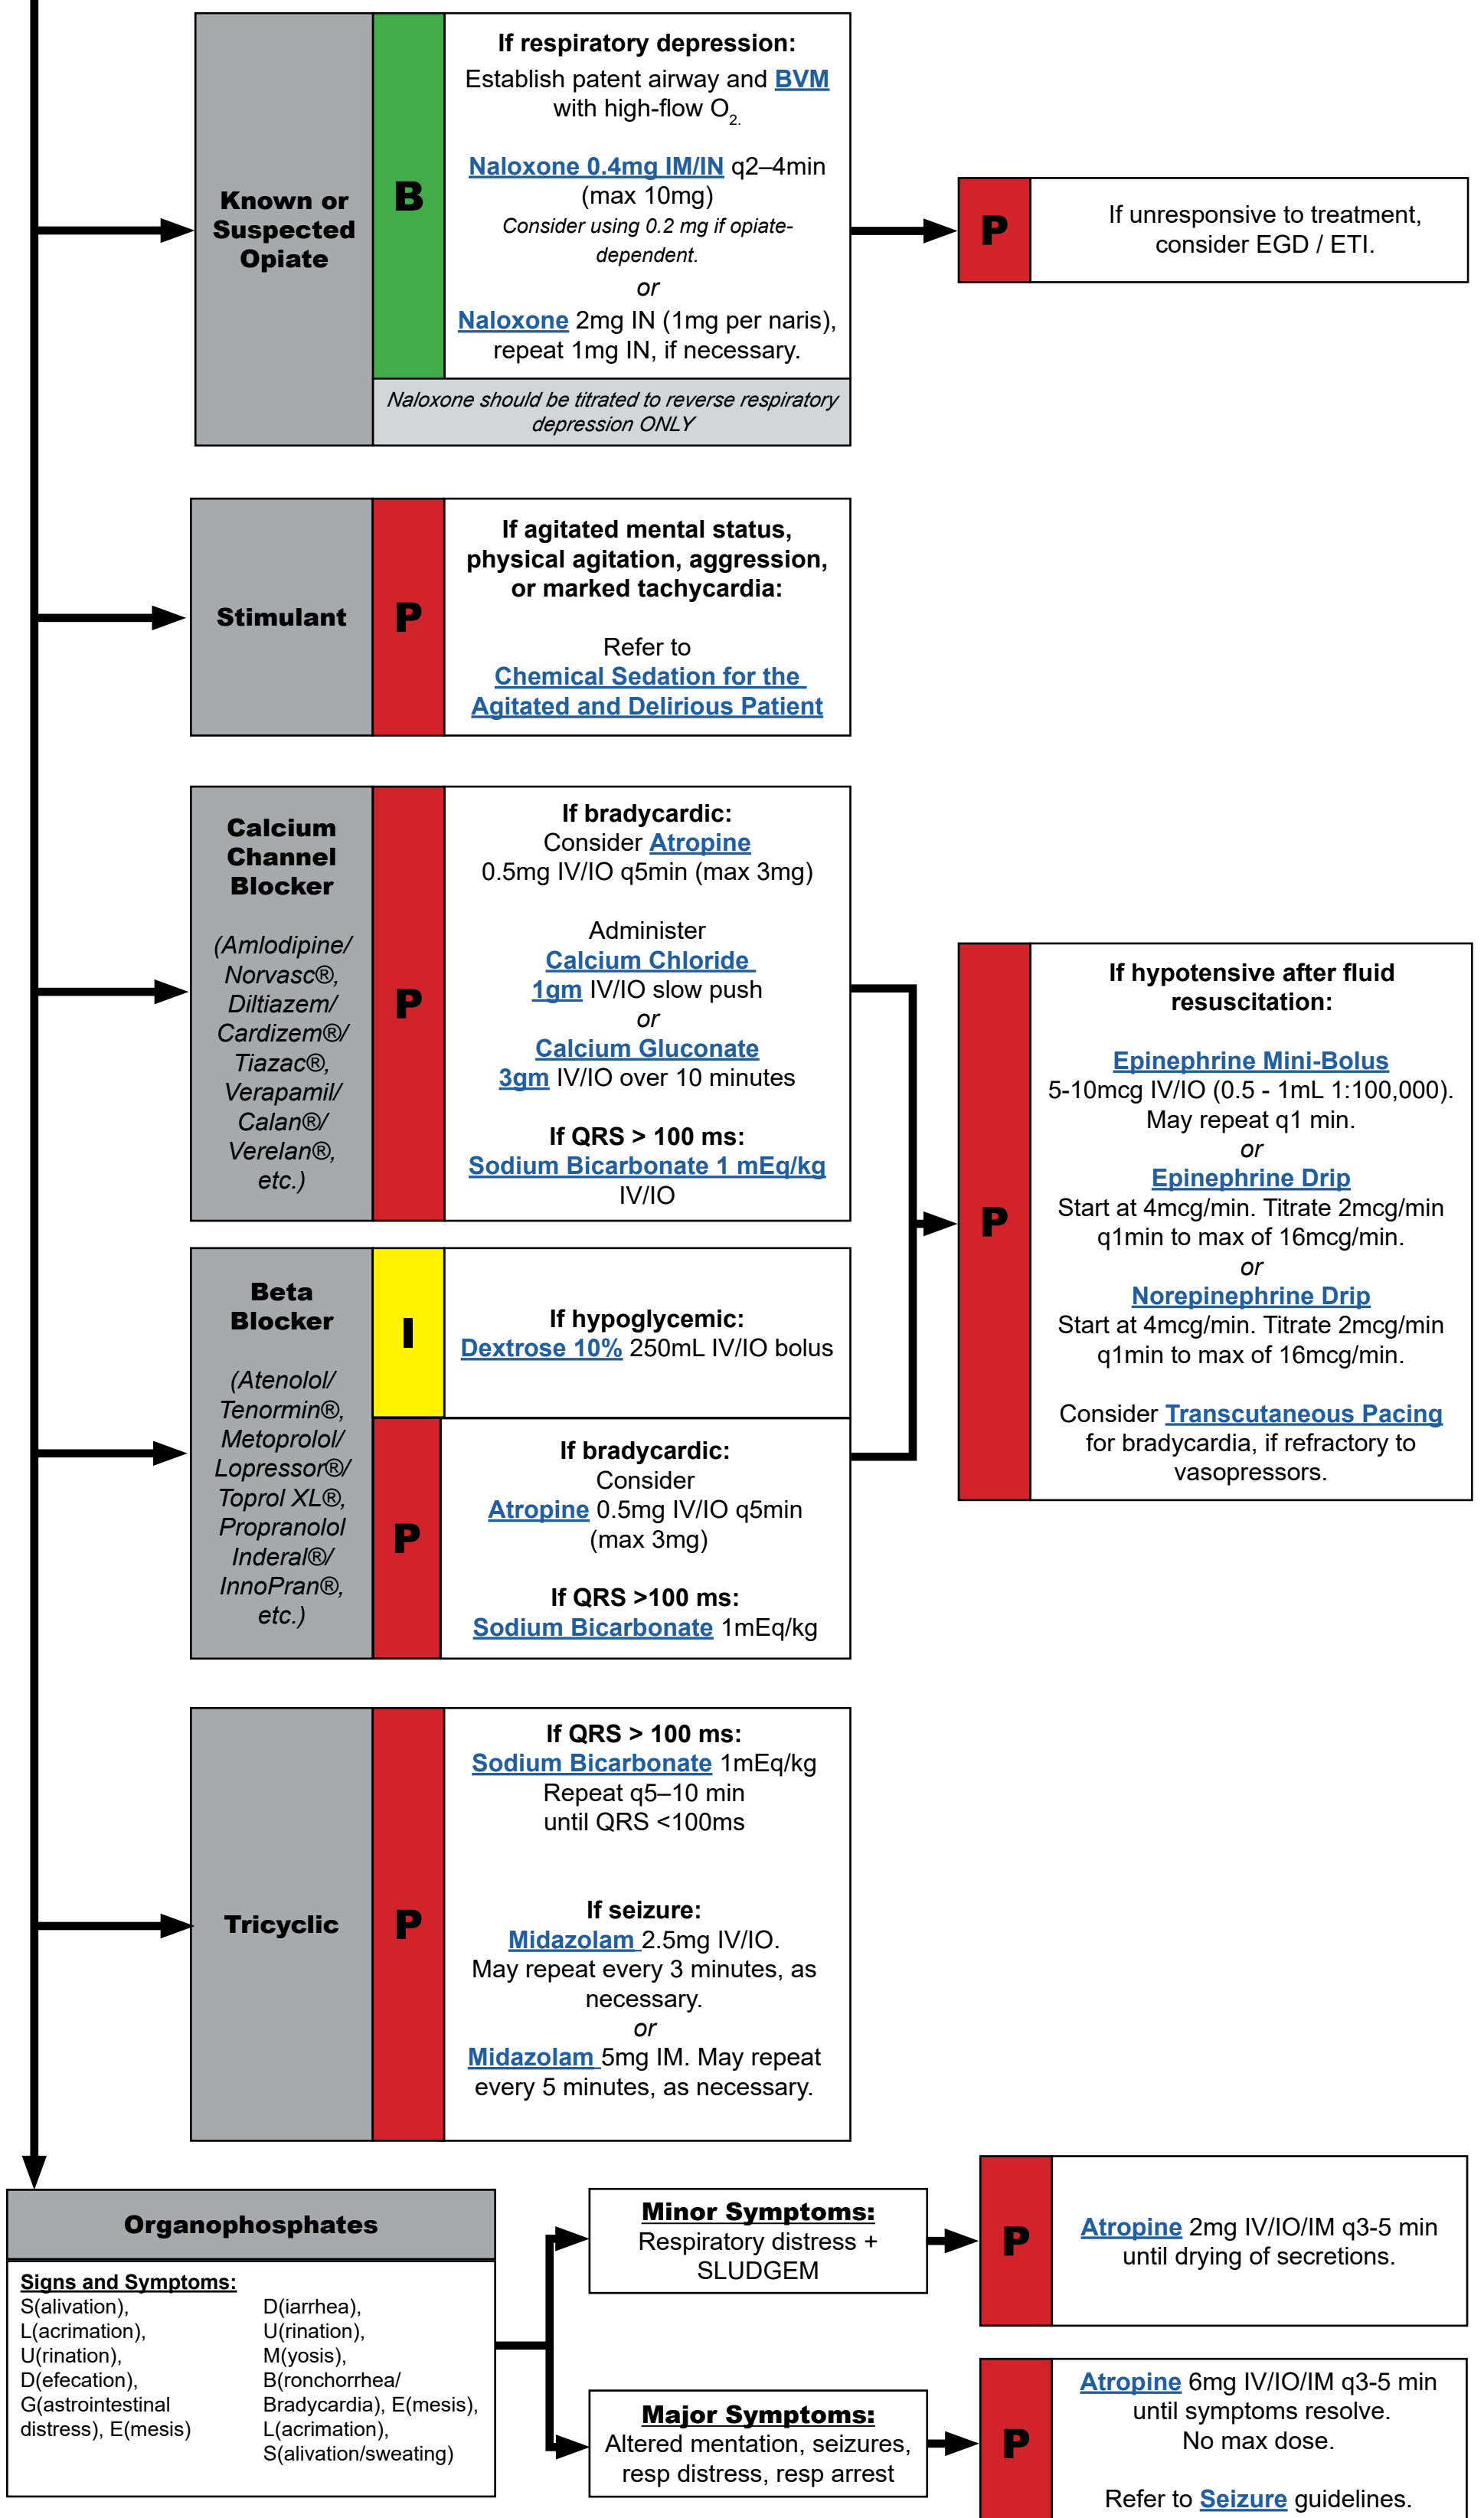 Known or
Suspected
Opiate
B
If respiratory depression:
Establish patent airway and BVM
with high-flow O2.
Naloxone 0.4mg IM/IN q2–4min
(max 10mg)
Consider using 0.2 mg if opiate-
dependent.
or
Naloxone 2mg IN (1mg per naris),
repeat 1mg IN, if necessary.
Naloxone should be titrated to reverse respiratory
depression ONLY
P
If unresponsive to treatment,
consider EGD / ETI.
Stimulant
P
If agitated mental status,
physical agitation, aggression,
or marked tachycardia:
Refer to
Chemical Sedation for the
Agitated and Delirious Patient
Calcium
Channel
Blocker
(Amlodipine/
Norvasc®,
Diltiazem/
Cardizem®/
Tiazac®,
Verapamil/
Calan®/
Verelan®,
etc.)
P
If bradycardic:
Consider Atropine
0.5mg IV/IO q5min (max 3mg)
Administer
Calcium Chloride
1gm IV/IO slow push
or
Calcium Gluconate
3gm IV/IO over 10 minutes
If QRS > 100 ms:
Sodium Bicarbonate 1 mEq/kg
IV/IO
Beta
Blocker
(Atenolol/
Tenormin®,
Metoprolol/
Lopressor®/
Toprol XL®,
Propranolol
Inderal®/
InnoPran®,
etc.)
I
If hypoglycemic:
Dextrose 10% 250mL IV/IO bolus
P
If bradycardic:
Consider
Atropine 0.5mg IV/IO q5min
(max 3mg)
If QRS >100 ms:
Sodium Bicarbonate 1mEq/kg
P
If hypotensive after fluid
resuscitation:
Epinephrine Mini-Bolus
5-10mcg IV/IO (0.5 - 1mL 1:100,000).
May repeat q1 min.
or
Epinephrine Drip
Start at 4mcg/min. Titrate 2mcg/min
q1min to max of 16mcg/min.
or
Norepinephrine Drip
Start at 4mcg/min. Titrate 2mcg/min
q1min to max of 16mcg/min.
Consider Transcutaneous Pacing
for bradycardia, if refractory to
vasopressors.
Tricyclic
P
If QRS > 100 ms:
Sodium Bicarbonate 1mEq/kg
Repeat q5–10 min
until QRS <100ms
If seizure:
Midazolam 2.5mg IV/IO.
May repeat every 3 minutes, as
necessary.
or
Midazolam 5mg IM. May repeat
every 5 minutes, as necessary.
Organophosphates
Signs and Symptoms:
S(alivation),
L(acrimation),
U(rination),
D(efecation),
G(astrointestinal
distress), E(mesis)
D(iarrhea),
U(rination),
M(yosis),
B(ronchorrhea/
Bradycardia), E(mesis),
L(acrimation),
S(alivation/sweating)
Minor Symptoms:
Respiratory distress +
SLUDGEM
P
Atropine 2mg IV/IO/IM q3-5 min
until drying of secretions.
Major Symptoms:
Altered mentation, seizures,
resp distress, resp arrest
P
Atropine 6mg IV/IO/IM q3-5 min
until symptoms resolve.
No max dose.
Refer to Seizure guidelines.